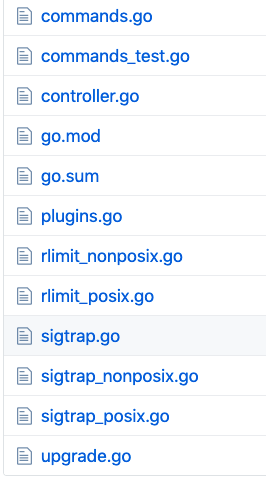 commands.go
commands_test.go
controller.go
go.mod
go.sum
plugins.go
rlimit_nonposix.go
rlimit_posix.go
sigtrap.go
sigtrap_nonposix.go
sigtrap_posix.go
upgrade.go